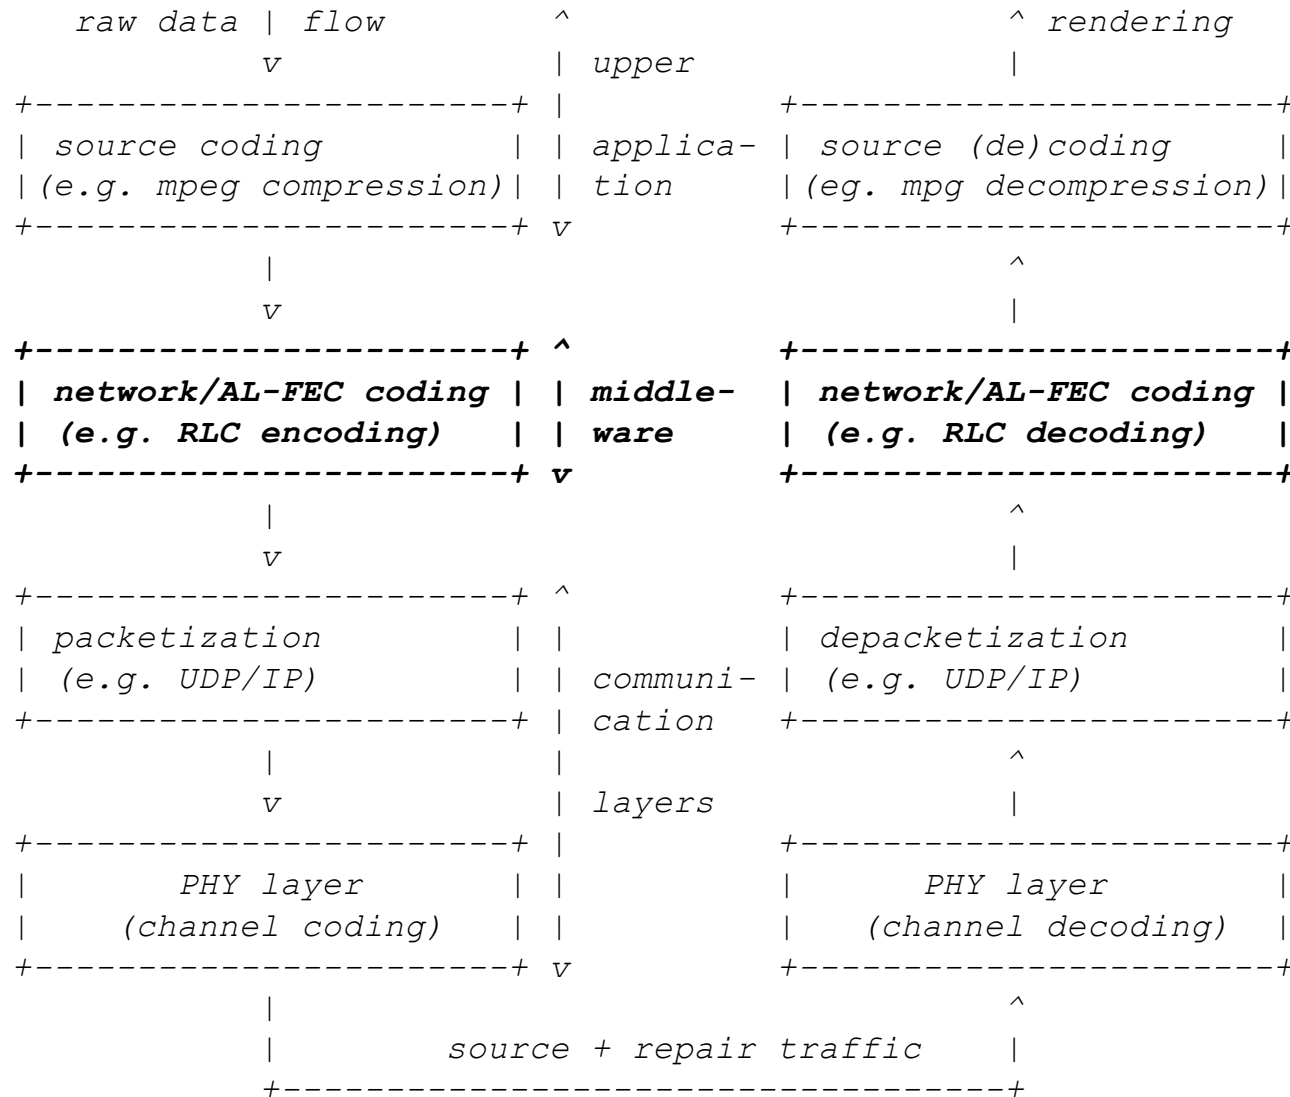 raw data | flow ^ ^ rendering
v | upper |
+-----------------------+ | +-----------------------+
| source coding | | applica- | source (de)coding |
|(e.g. mpeg compression)| | tion |(eg. mpg decompression)|
+-----------------------+ v +-----------------------+
| ^
v |
+-----------------------+ ^ +-----------------------+
| network/AL-FEC coding | | middle- | network/AL-FEC coding |
| (e.g. RLC encoding) | | ware | (e.g. RLC decoding) |
+-----------------------+ v +-----------------------+
| ^
v |
+-----------------------+ ^ +-----------------------+
| packetization | | | depacketization |
| (e.g. UDP/IP) | | communi- | (e.g. UDP/IP) |
+-----------------------+ | cation +-----------------------+
| | ^
v | layers |
+-----------------------+ | +-----------------------+
| PHY layer | | | PHY layer |
| (channel coding) | | | (channel decoding) |
+-----------------------+ v +-----------------------+
| ^
| source + repair traffic |
+-----------------------------------+